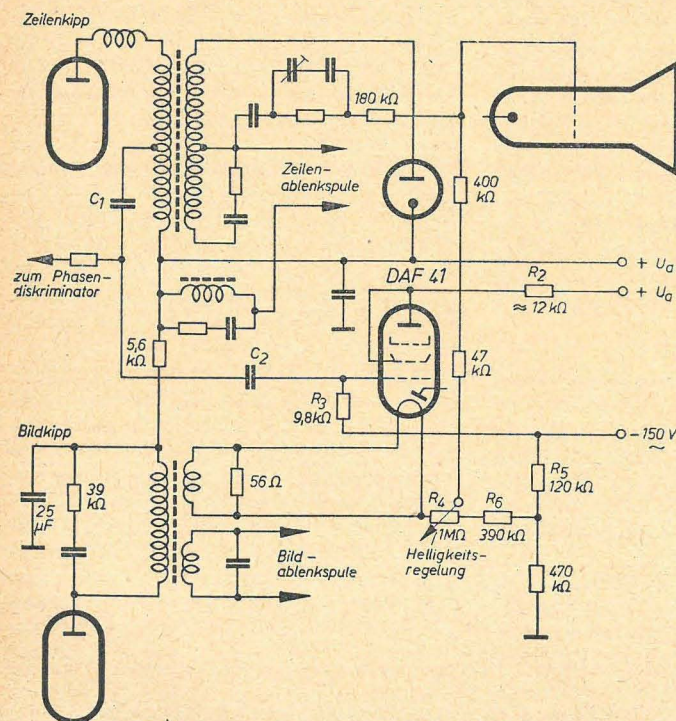 Zeilenkipp
180 kΩ
C1
Zeilen-
ablenkspule
400
kΩ
zum Phasen-
diskriminator
+ Ua
DAF 41
R2
≈ 12 kΩ
+ Ua
5,6
kΩ
C2
47
kΩ
R3
9,8kΩ
Bildkipp
−150 V
~
39
kΩ
25
µF
56 Ω
R4
1MΩ
R6
390 kΩ
R5
120 kΩ
Helligkeits-
regelung
Bild-
ablenkspule
470
kΩ